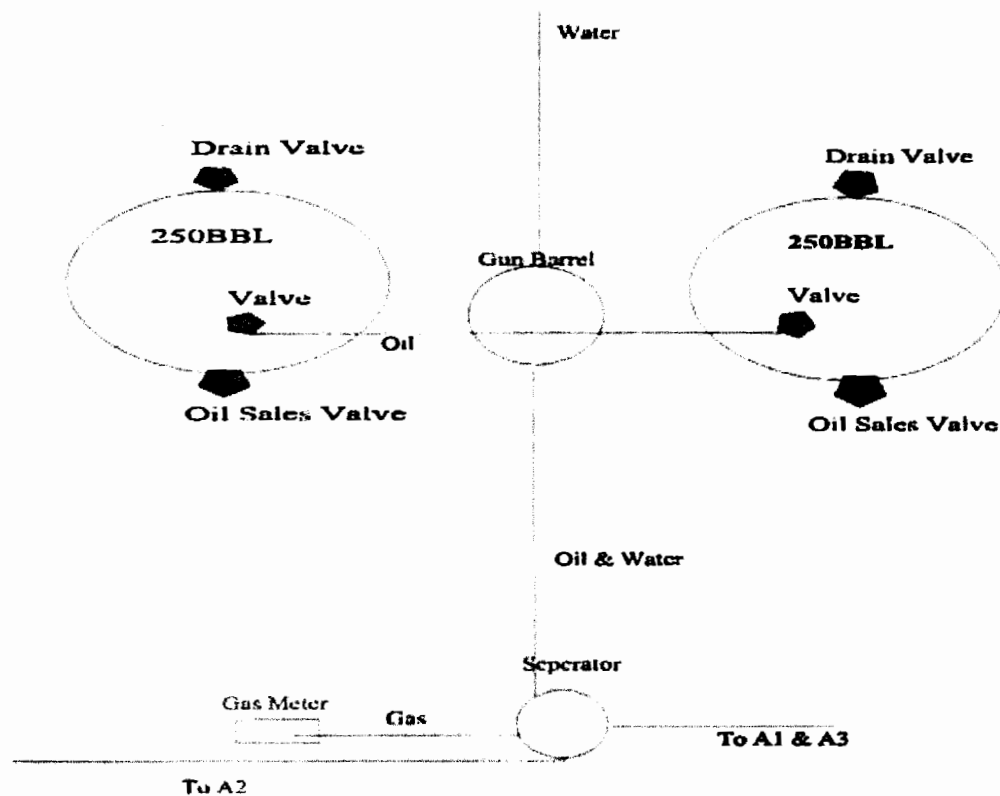 Water
Drain Valve
Drain Valve
250BBL
250BBL
Gun Barrel
Valve
Valve
Oil
Oil Sales Valve
Oil Sales Valve
Oil & Water
Seperator
Gas Meter
Gas
To A1 & A3
To A2